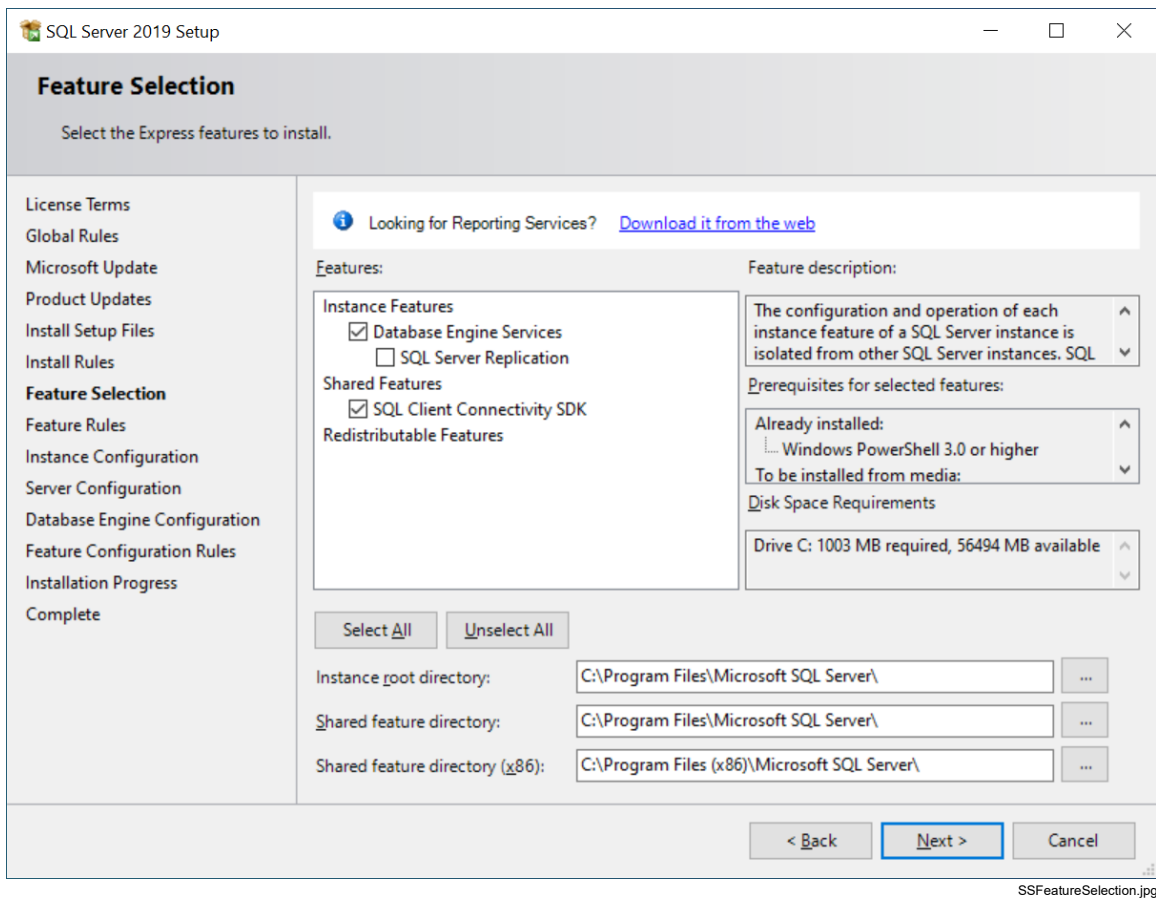 SQL Server 2019 Setup
Feature Selection
Select the Express features to install.
License Terms
Global Rules
Microsoft Update
Product Updates
Install Setup Files
Install Rules
Feature Selection
Feature Rules
Instance Configuration
Server Configuration
Database Engine Configuration
Feature Configuration Rules
Installation Progress
Complete
Looking for Reporting Services? Download it from the web
Features:
Instance Features
Database Engine Services
SQL Server Replication
Shared Features
SQL Client Connectivity SDK
Redistributable Features
Feature description:
The configuration and operation of each
instance feature of a SQL Server instance is
isolated from other SQL Server instances. SQL
Prerequisites for selected features:
Already installed:
Windows PowerShell 3.0 or higher
To be installed from media:
Disk Space Requirements
Drive C: 1003 MB required, 56494 MB available
Select All
Unselect All
Instance root directory: C:\Program Files\Microsoft SQL Server\ ...
Shared feature directory: C:\Program Files\Microsoft SQL Server\ ...
Shared feature directory (x86): C:\Program Files (x86)\Microsoft SQL Server\ ...
< Back
Next >
Cancel
SSFeatureSelection.jpg